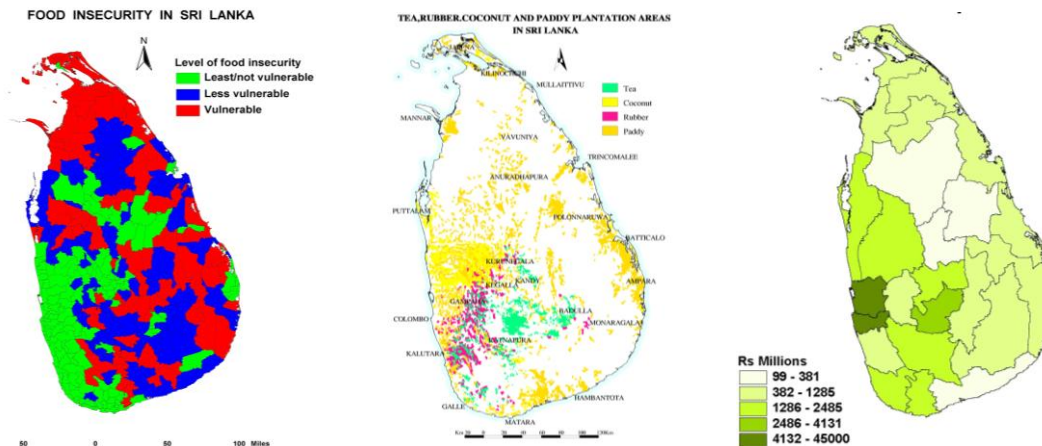 FOOD INSECURITY IN SRI LANKA
N
Level of food insecurity
Least/not vulnerable
Less vulnerable
Vulnerable
50 0 50 100 Miles
TEA,RUBBER,COCONUT AND PADDY PLANTATION AREAS
IN SRI LANKA
KILINOCHCHI
MULLAITTIVU
Tea
Coconut
Rubber
Paddy
MANNAR
VAVUNIYA
TRINCOMALEE
ANURADHAPURA
PUTTALAM
POLONNARUWA
BATTICALO
KURUNEGALA
KANDY
AMPARA
GAMPAHA
COLOMBO
BADULLA
MONARAGALA
RATNAPURA
KALUTARA
HAMBANTOTA
GALLE
MATARA
Rs Millions
99 - 381
382 - 1285
1286 - 2485
2486 - 4131
4132 - 45000